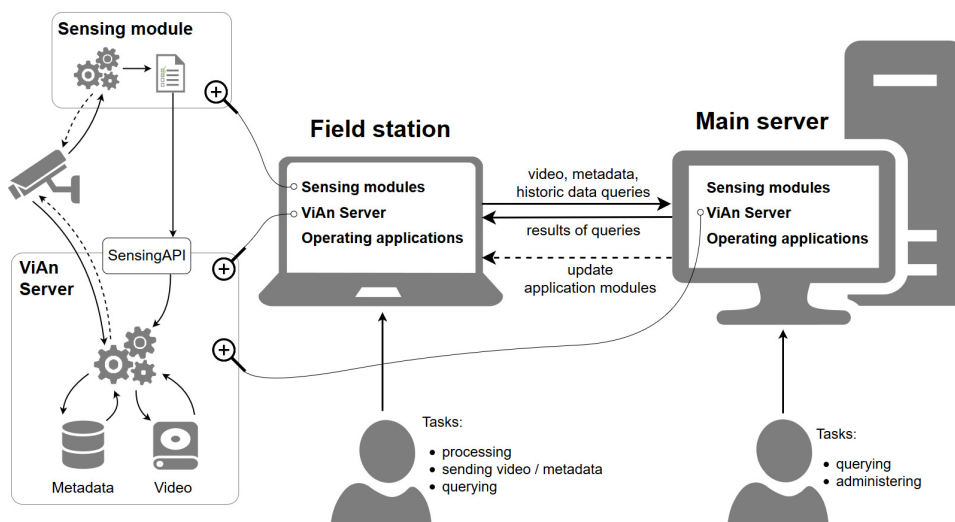 Sensing module
SensingAPI
ViAn
Server
Metadata
Video
Field station
Sensing modules
ViAn Server
Operating applications
video, metadata,
historic data queries
results of queries
update
application modules
Main server
Sensing modules
ViAn Server
Operating applications
Tasks:
• processing
• sending video / metadata
• querying
Tasks:
• querying
• administering